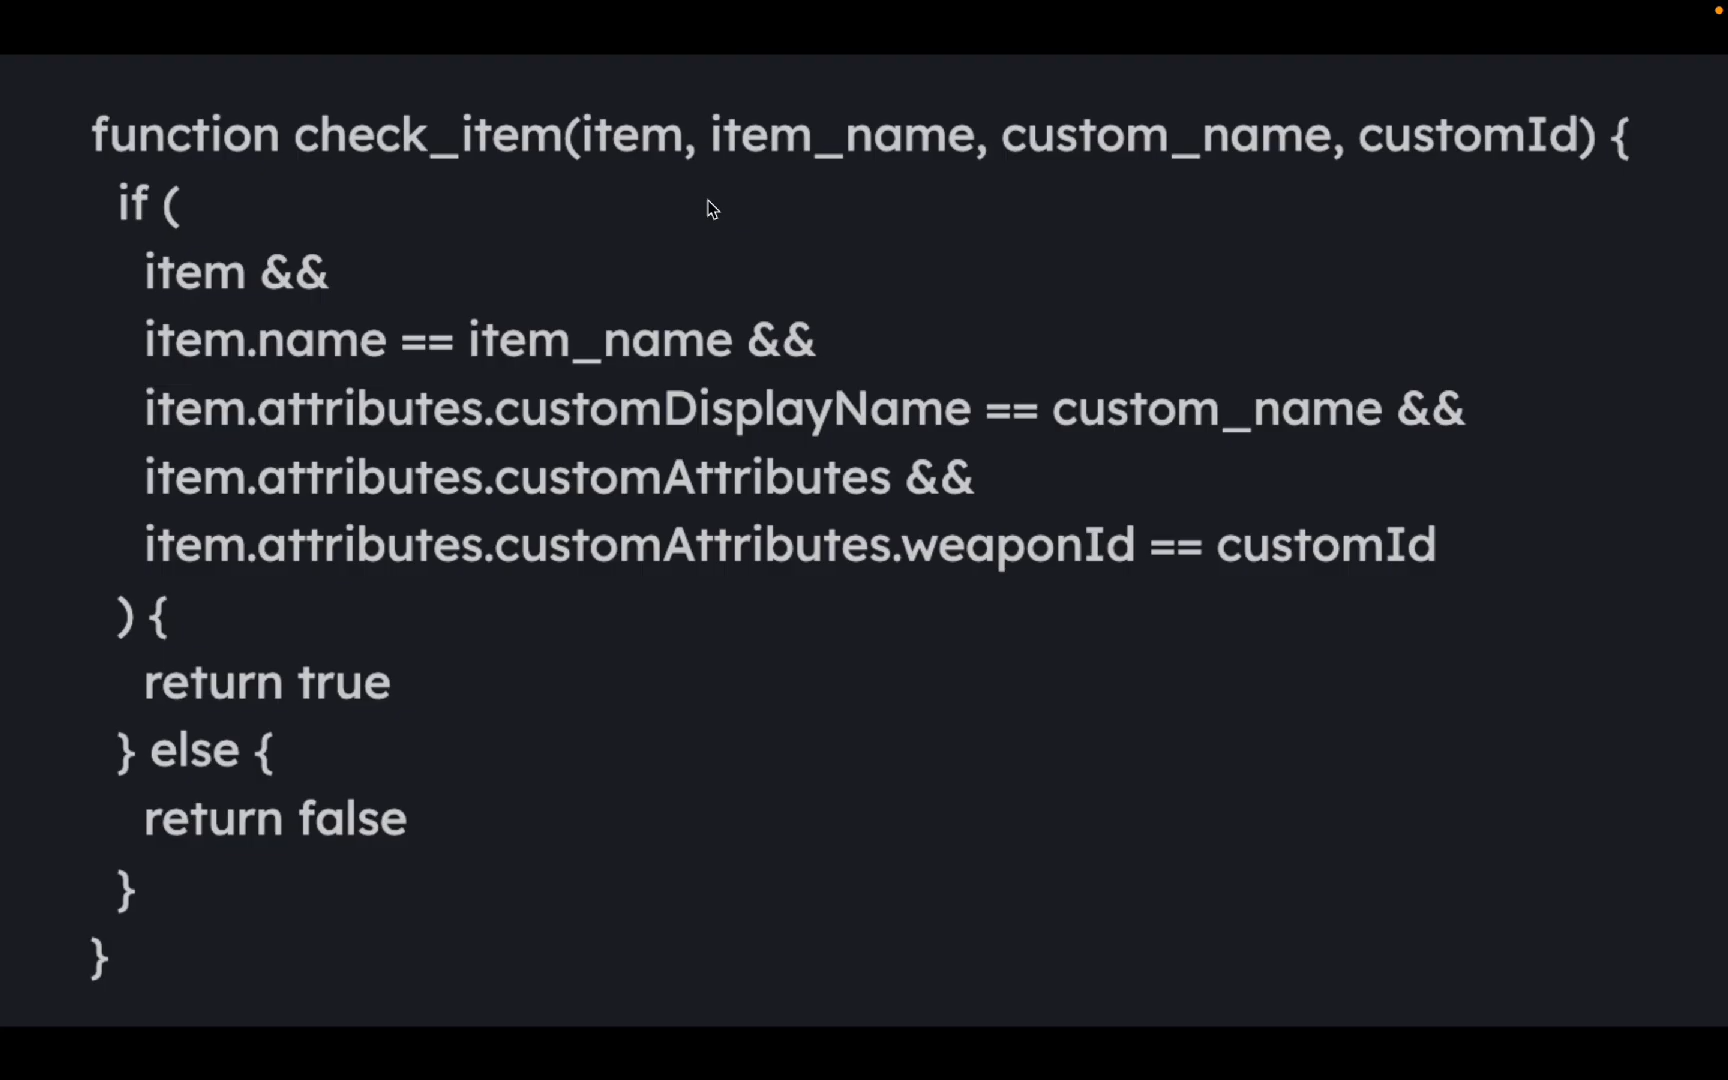 function check_item(item, item_name, custom_name, customId) {
if (
item &&
item.name == item_name &&
item.attributes.customDisplayName == custom_name &&
item.attributes.customAttributes &&
item.attributes.customAttributes.weaponId == customId
) {
return true
} else {
return false
}
}